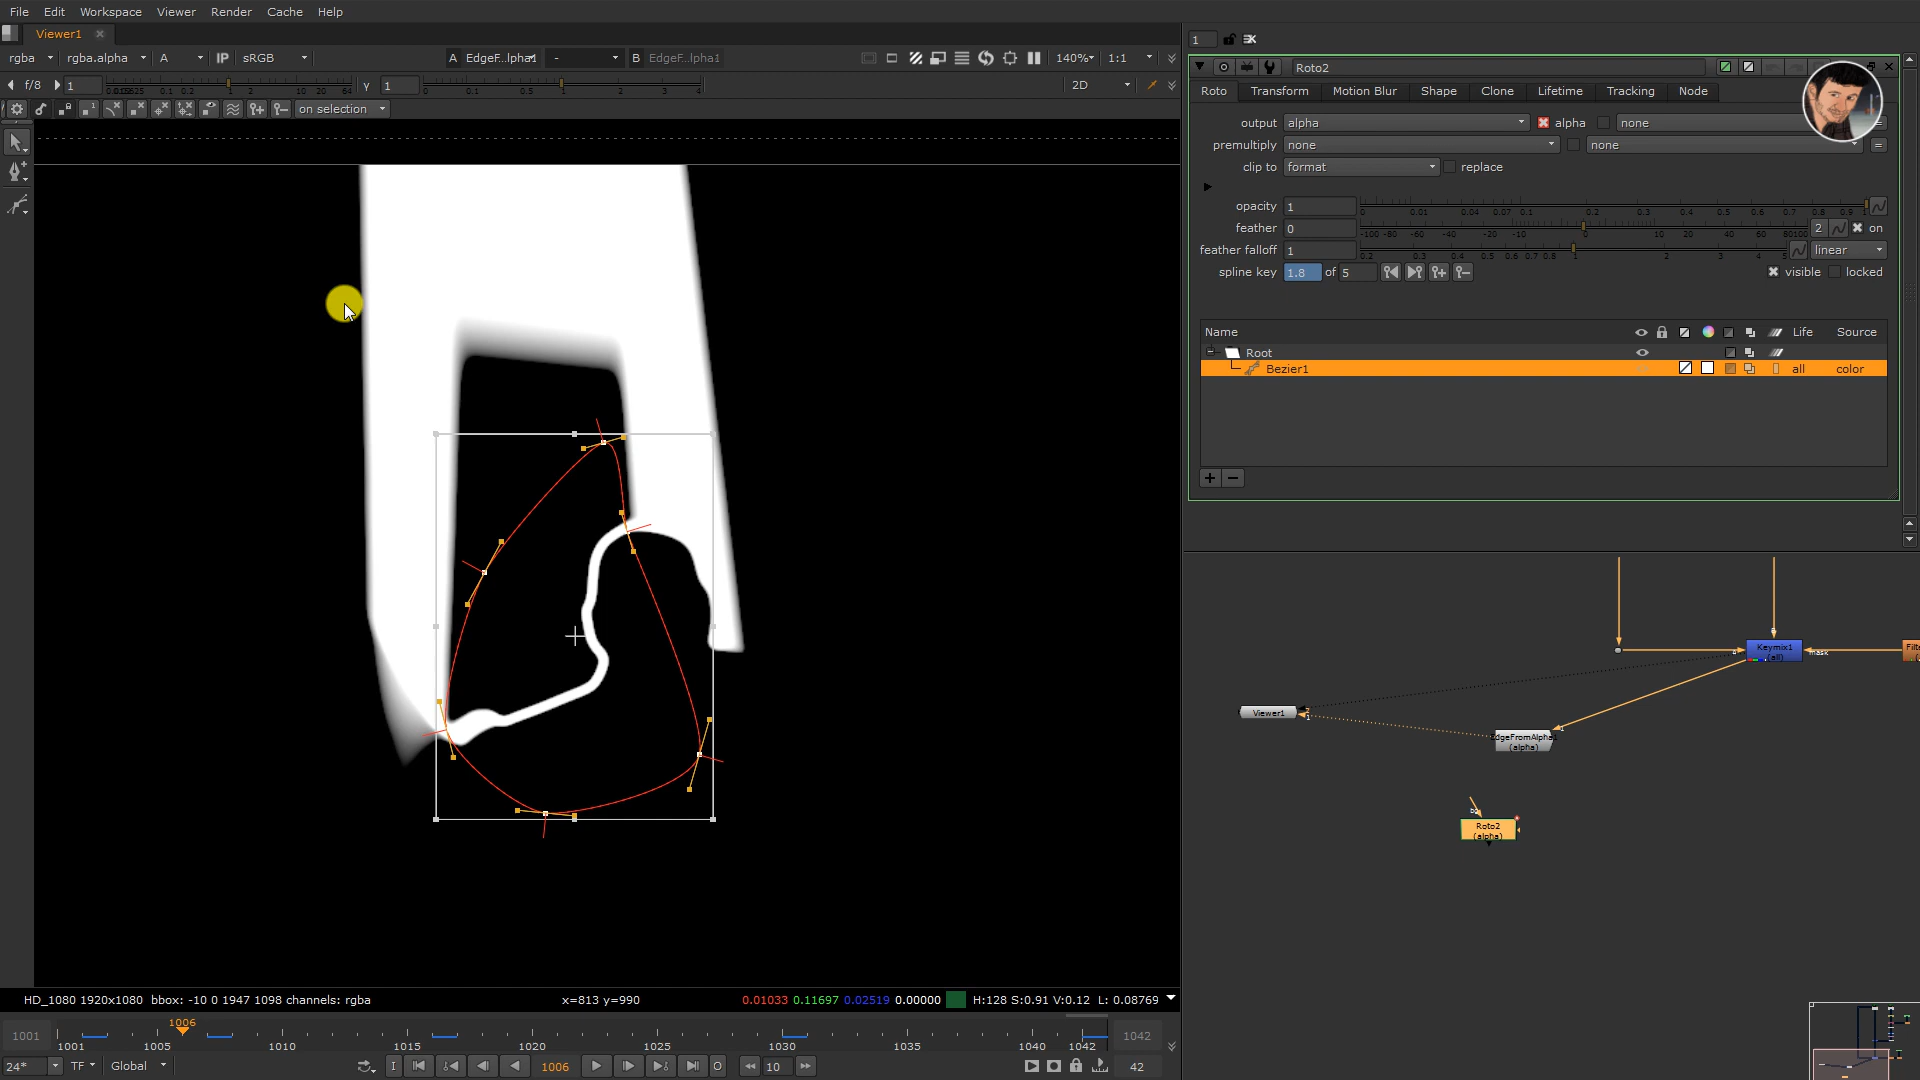 File Edit Workspace Viewer Render Cache Help
Viewer1
rgba rgba.alpha A IP sRGB A EdgeF...lpha1 - B EdgeF...lpha1 140% 1:1
f/8 1 y 1 2D
on selection
1
Roto2
Roto Transform Motion Blur Shape Clone Lifetime Tracking Node
output alpha alpha none =
premultiply none none =
clip to format replace
opacity 1
feather 0 2 on
feather falloff 1 linear
spline key 1.8 of 5 visible locked
Name Life Source
Root
Bezier1 all color
+ -
Keymix1
(all)
mask
Viewer1
EdgeFromAlpha1
(alpha)
Roto2
(alpha)
HD_1080 1920x1080 bbox: -10 0 1947 1098 channels: rgba x=813 y=990 0.01033 0.11697 0.02519 0.00000 H:128 S:0.91 V:0.12 L: 0.08769
1006
1001 1042
1001 1005 1010 1015 1020 1025 1030 1035 1040 1042
24* TF Global I 1006 O 10 42